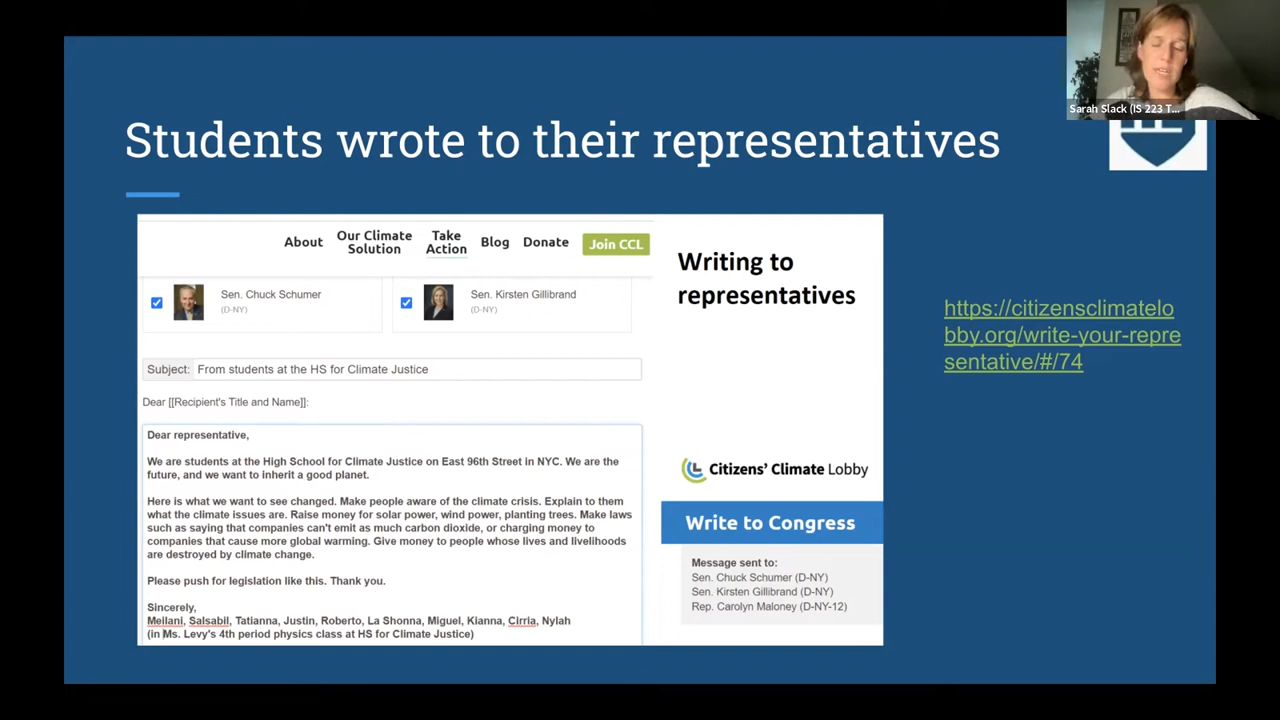 Sarah Slack (IS 223 T...
Students wrote to their representatives
About
Our Climate
Solution
Take
Action
Blog
Donate
Join CCL
Sen. Chuck Schumer
(D-NY)
Sen. Kirsten Gillibrand
(D-NY)
Subject: From students at the HS for Climate Justice
Dear [[Recipient's Title and Name]]:
Dear representative,
We are students at the High School for Climate Justice on East 96th Street in NYC. We are the
future, and we want to inherit a good planet.
Here is what we want to see changed. Make people aware of the climate crisis. Explain to them
what the climate issues are. Raise money for solar power, wind power, planting trees. Make laws
such as saying that companies can't emit as much carbon dioxide, or charging money to
companies that cause more global warming. Give money to people whose lives and livelihoods
are destroyed by climate change.
Please push for legislation like this. Thank you.
Sincerely,
Meilani, Salsabil, Tatianna, Justin, Roberto, La Shonna, Miguel, Kianna, Cirria, Nylah
(in Ms. Levy's 4th period physics class at HS for Climate Justice)
Writing to
representatives
Citizens' Climate Lobby
Write to Congress
Message sent to:
Sen. Chuck Schumer (D-NY)
Sen. Kirsten Gillibrand (D-NY)
Rep. Carolyn Maloney (D-NY-12)
https://citizensclimatelo
bby.org/write-your-repre
sentative/#/74